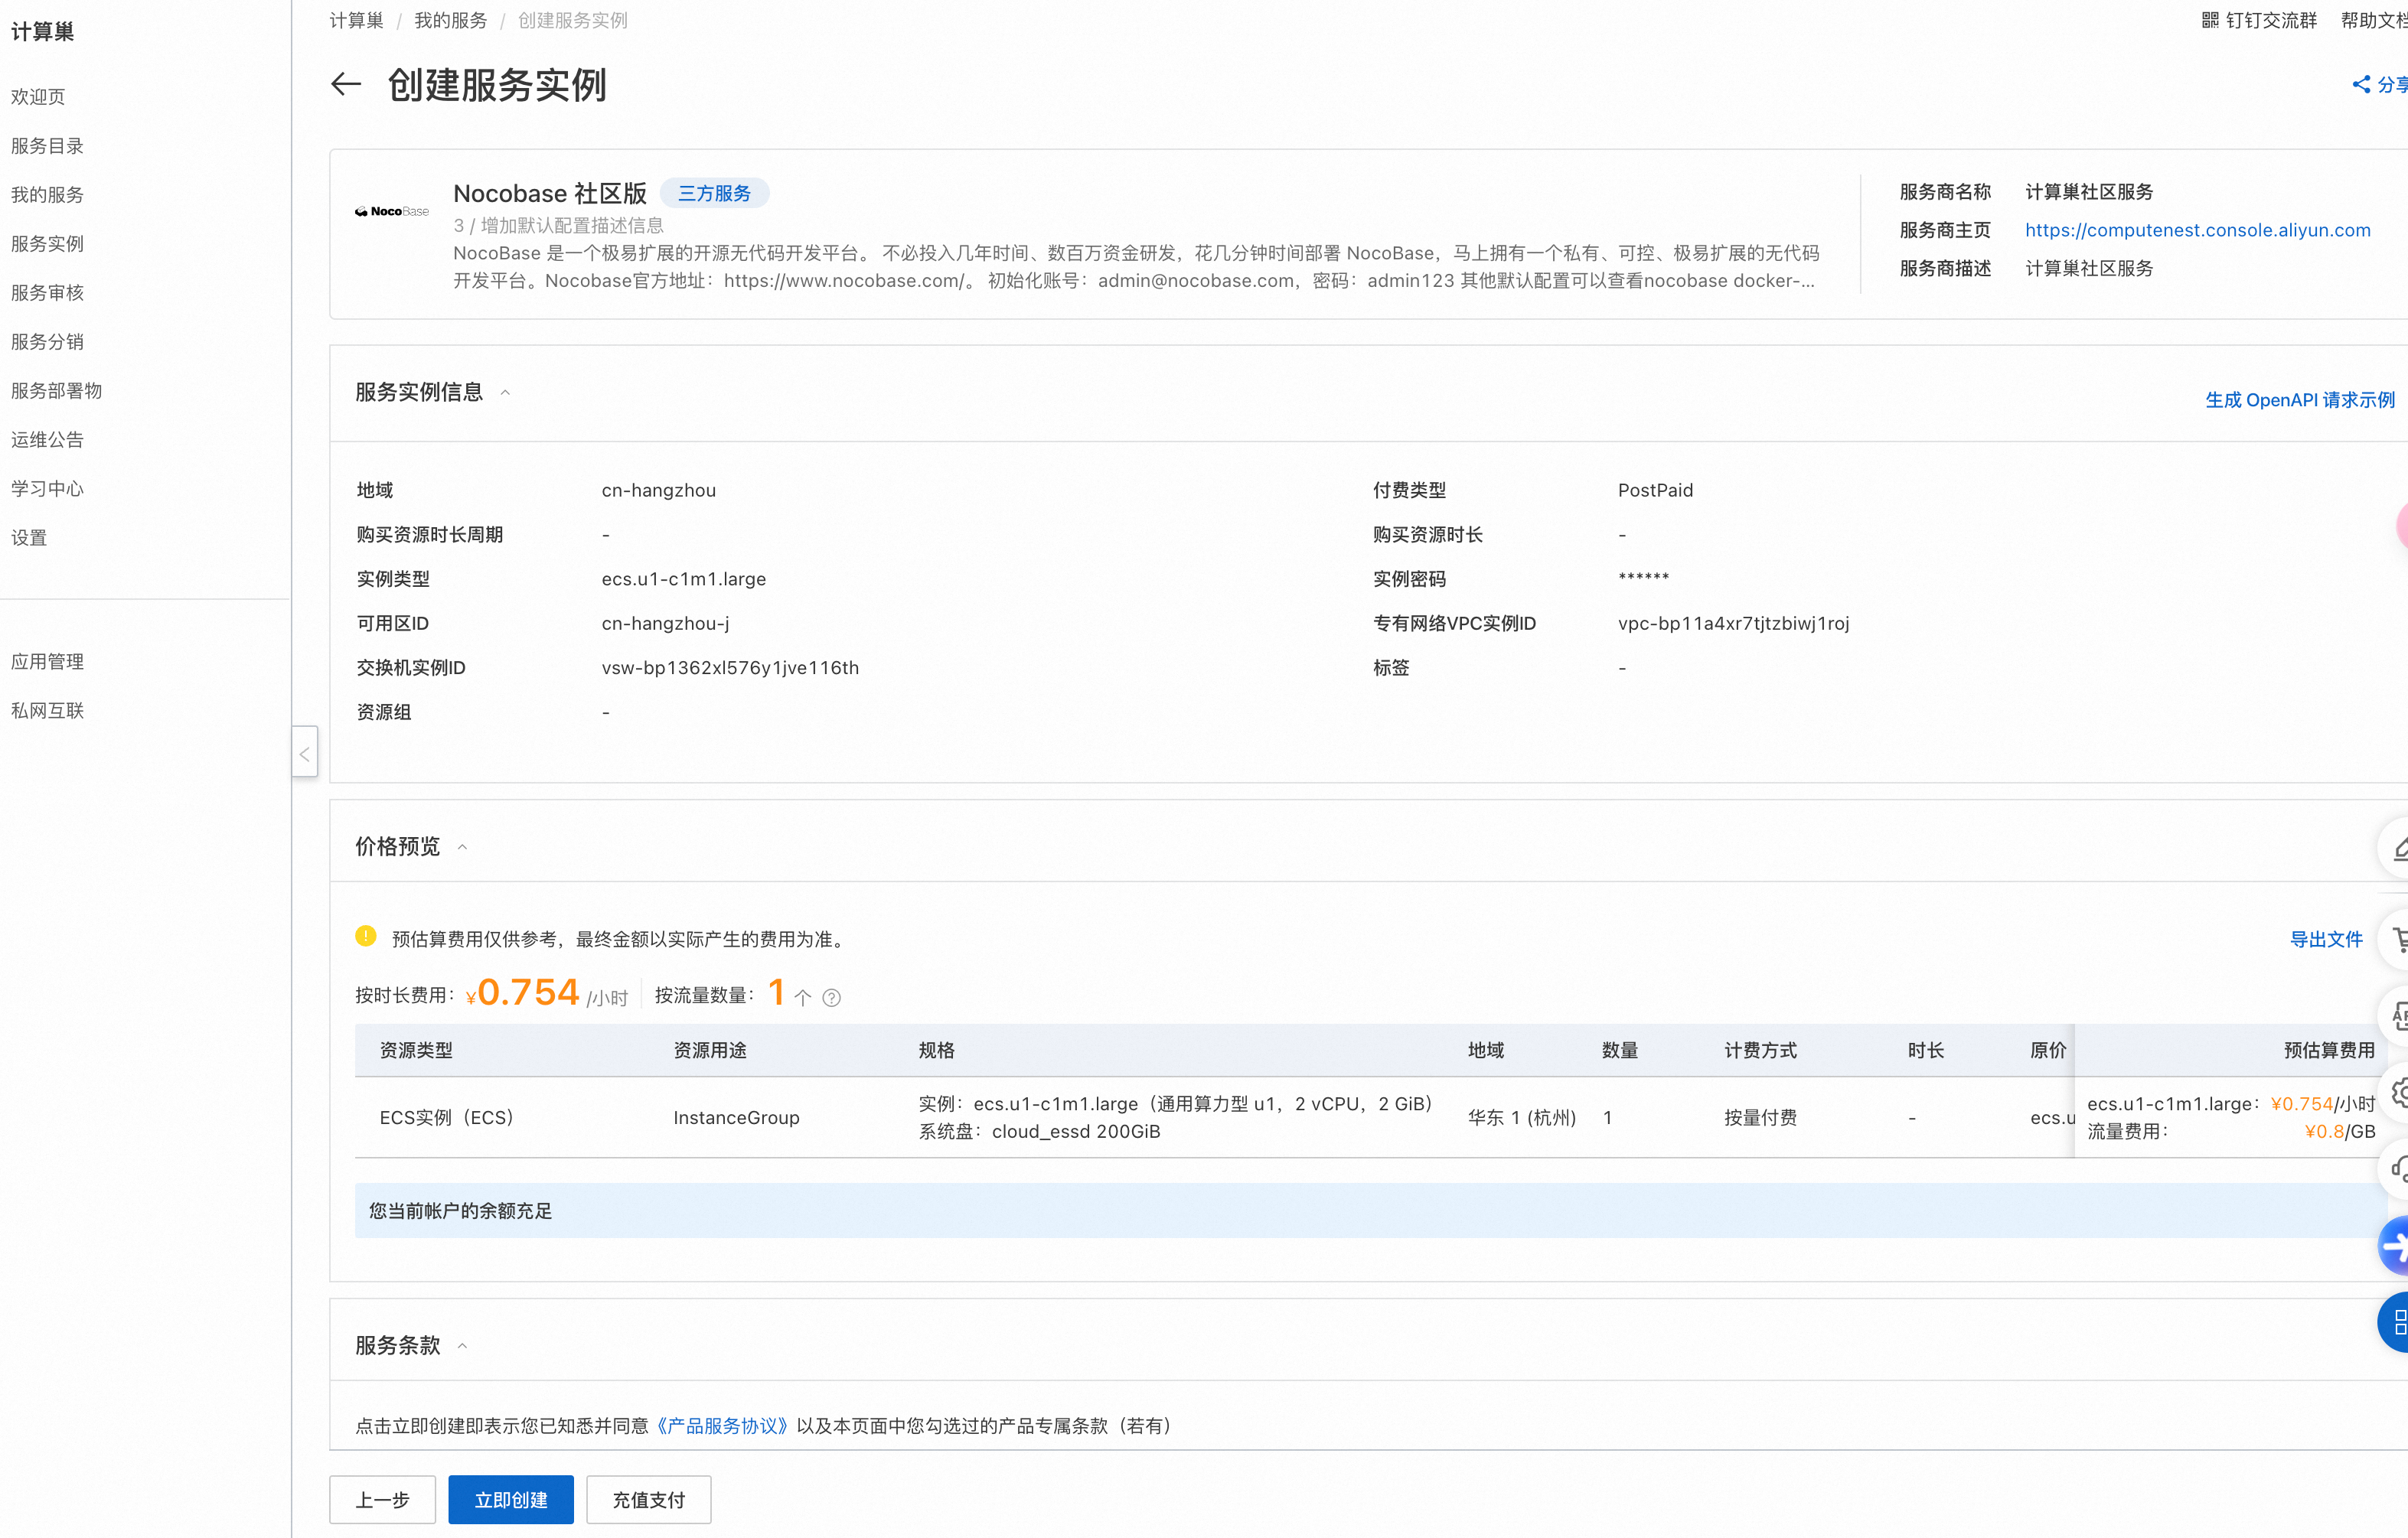 计算巢
欢迎页
服务目录
我的服务
服务实例
服务审核
服务分销
服务部署物
运维公告
学习中心
设置
应用管理
私网互联
计算巢 / 我的服务 / 创建服务实例
钉钉交流群 帮助文档
创建服务实例
分享
NocoBase
Nocobase 社区版 三方服务
3 / 增加默认配置描述信息
NocoBase 是一个极易扩展的开源无代码开发平台。 不必投入几年时间、数百万资金研发，花几分钟时间部署 NocoBase，马上拥有一个私有、可控、极易扩展的无代码
开发平台。Nocobase官方地址：https://www.nocobase.com/。 初始化账号：admin@nocobase.com，密码：admin123 其他默认配置可以查看nocobase docker-...
服务商名称 计算巢社区服务
服务商主页 https://computenest.console.aliyun.com
服务商描述 计算巢社区服务
服务实例信息
生成 OpenAPI 请求示例
地域 cn-hangzhou 付费类型 PostPaid
购买资源时长周期 - 购买资源时长 -
实例类型 ecs.u1-c1m1.large 实例密码 ******
可用区ID cn-hangzhou-j 专有网络VPC实例ID vpc-bp11a4xr7tjtzbiwj1roj
交换机实例ID vsw-bp1362xl576y1jve116th 标签 -
资源组 -
价格预览
预估算费用仅供参考，最终金额以实际产生的费用为准。
导出文件
按时长费用：¥0.754 /小时 按流量数量：1 个
资源类型 资源用途 规格 地域 数量 计费方式 时长 原价 预估算费用
ECS实例（ECS） InstanceGroup 实例：ecs.u1-c1m1.large（通用算力型 u1，2 vCPU，2 GiB） 华东 1 (杭州) 1 按量付费 - ecs.u ecs.u1-c1m1.large：¥0.754/小时
系统盘：cloud_essd 200GiB 流量费用： ¥0.8/GB
您当前帐户的余额充足
服务条款
点击立即创建即表示您已知悉并同意《产品服务协议》以及本页面中您勾选过的产品专属条款（若有）
上一步 立即创建 充值支付